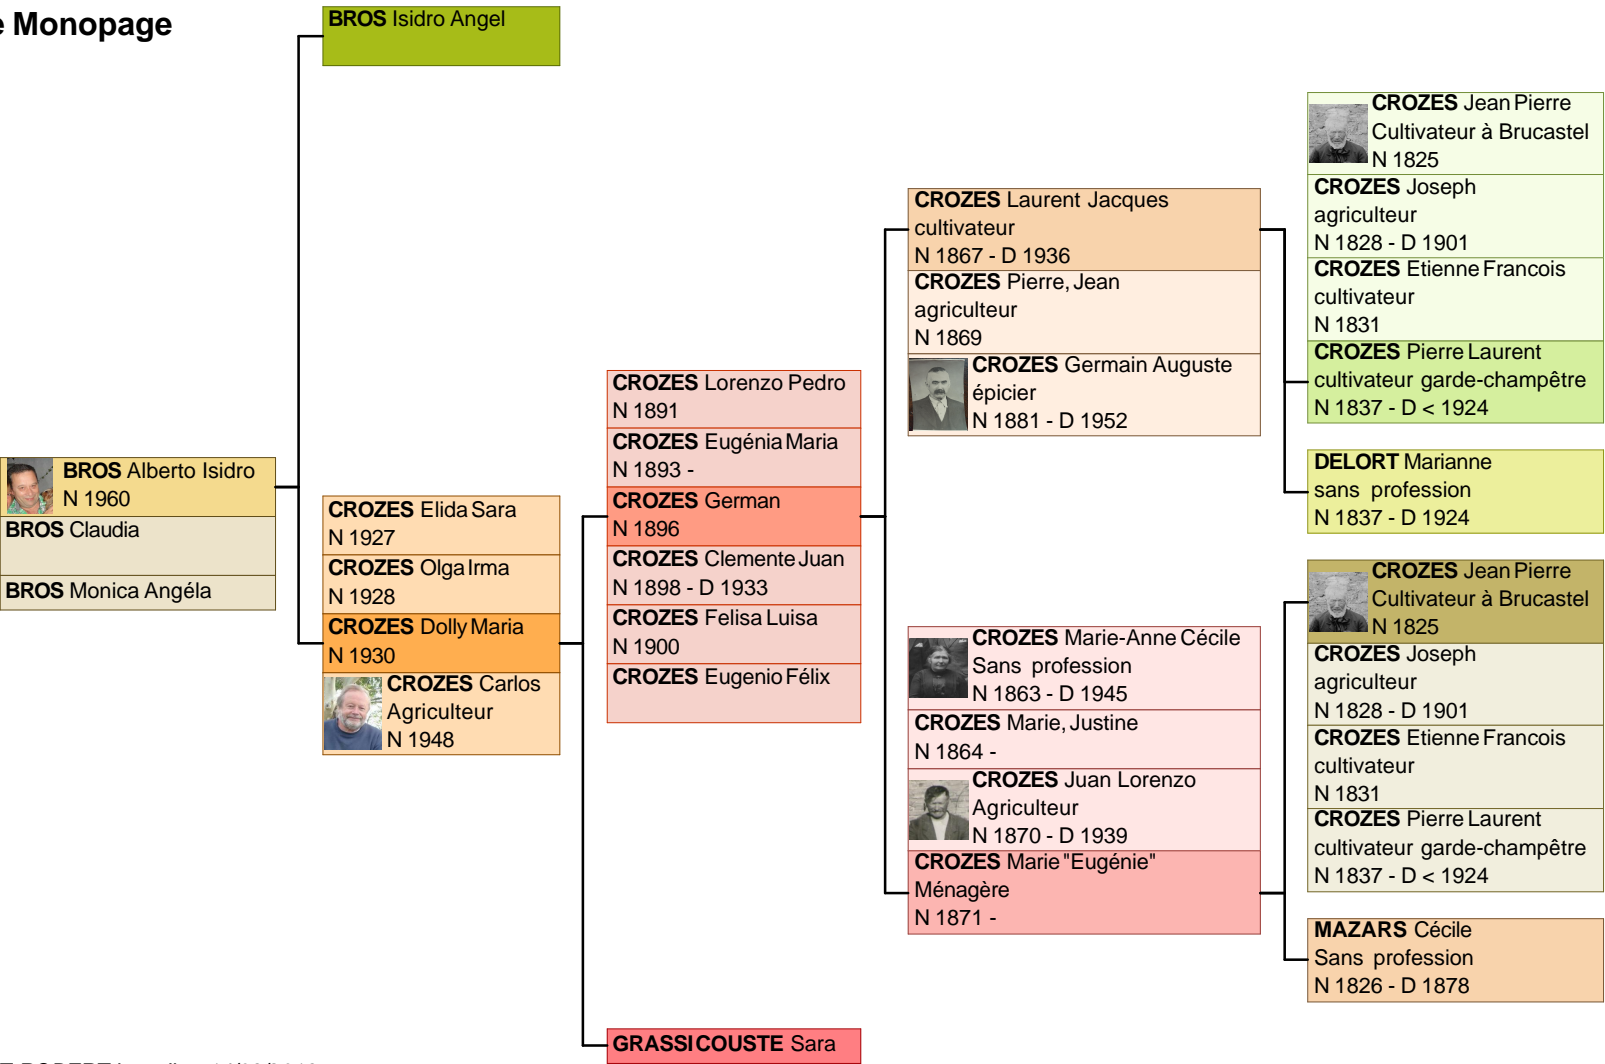 Monopage
BROS Isidro Angel
BROS Alberto Isidro
N 1960
BROS Claudia
BROS Monica Angéla
CROZES Elida Sara
N 1927
CROZES Olga Irma
N 1928
CROZES Dolly Maria
N 1930
CROZES Carlos
Agriculteur
N 1948
CROZES Lorenzo Pedro
N 1891
CROZES Eugénia Maria
N 1893 -
CROZES German
N 1896
CROZES Clemente Juan
N 1898 - D 1933
CROZES Felisa Luisa
N 1900
CROZES Eugenio Félix
GRASSICOUSTE Sara
CROZES Laurent Jacques
cultivateur
N 1867 - D 1936
CROZES Pierre, Jean
agriculteur
N 1869
CROZES Germain Auguste
épicier
N 1881 - D 1952
CROZES Marie-Anne Cécile
Sans profession
N 1863 - D 1945
CROZES Marie, Justine
N 1864 -
CROZES Juan Lorenzo
Agriculteur
N 1870 - D 1939
CROZES Marie "Eugénie"
Ménagère
N 1871 -
CROZES Jean Pierre
Cultivateur à Brucastel
N 1825
CROZES Joseph
agriculteur
N 1828 - D 1901
CROZES Etienne Francois
cultivateur
N 1831
CROZES Pierre Laurent
cultivateur garde-champêtre
N 1837 - D < 1924
DELORT Marianne
sans profession
N 1837 - D 1924
CROZES Jean Pierre
Cultivateur à Brucastel
N 1825
CROZES Joseph
agriculteur
N 1828 - D 1901
CROZES Etienne Francois
cultivateur
N 1831
CROZES Pierre Laurent
cultivateur garde-champêtre
N 1837 - D < 1924
MAZARS Cécile
Sans profession
N 1826 - D 1878